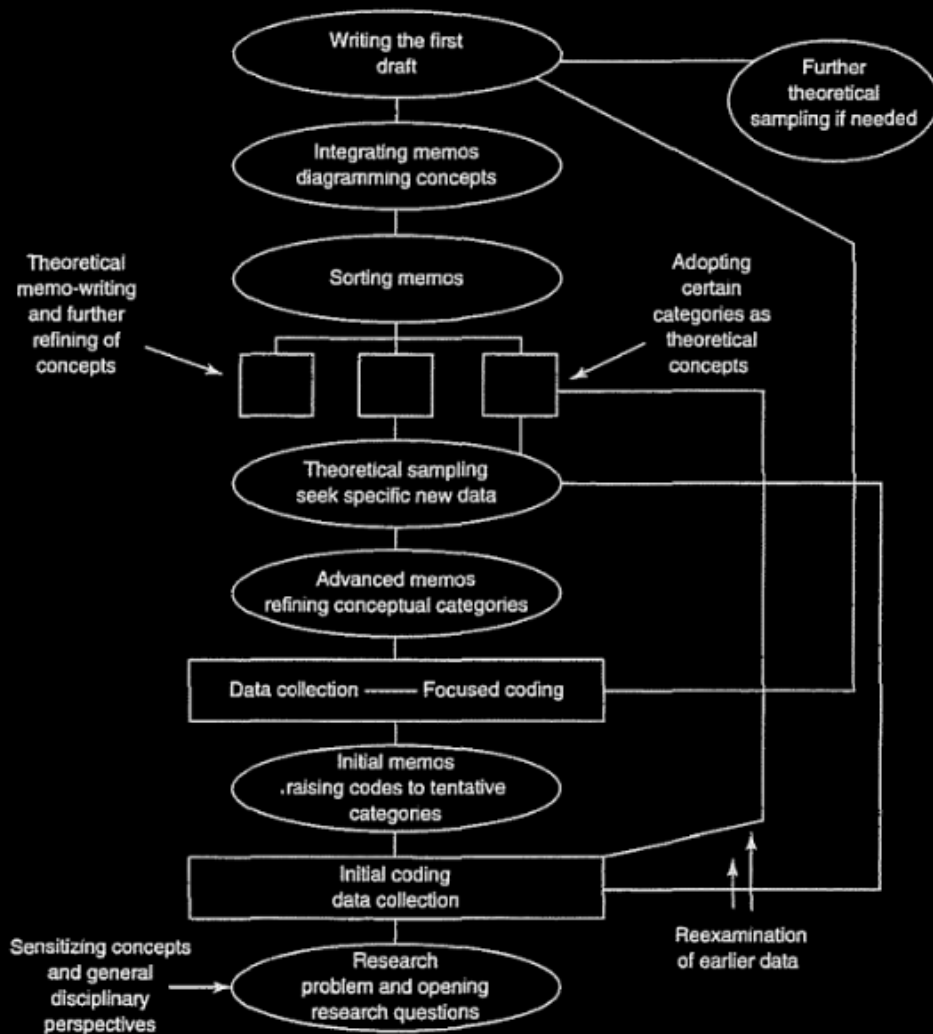 Writing the first
draft
Further
theoretical
sampling if needed
Integrating memos
diagramming concepts
Theoretical
memo-writing
and further
refining of
concepts
Sorting memos
Adopting
certain
categories as
theoretical
concepts
Theoretical sampling
seek specific new data
Advanced memos
refining conceptual categories
Data collection -------- Focused coding
Initial memos
.raising codes to tentative
categories
Initial coding
data collection
Reexamination
of earlier data
Sensitizing concepts
and general
disciplinary
perspectives
Research
problem and opening
research questions